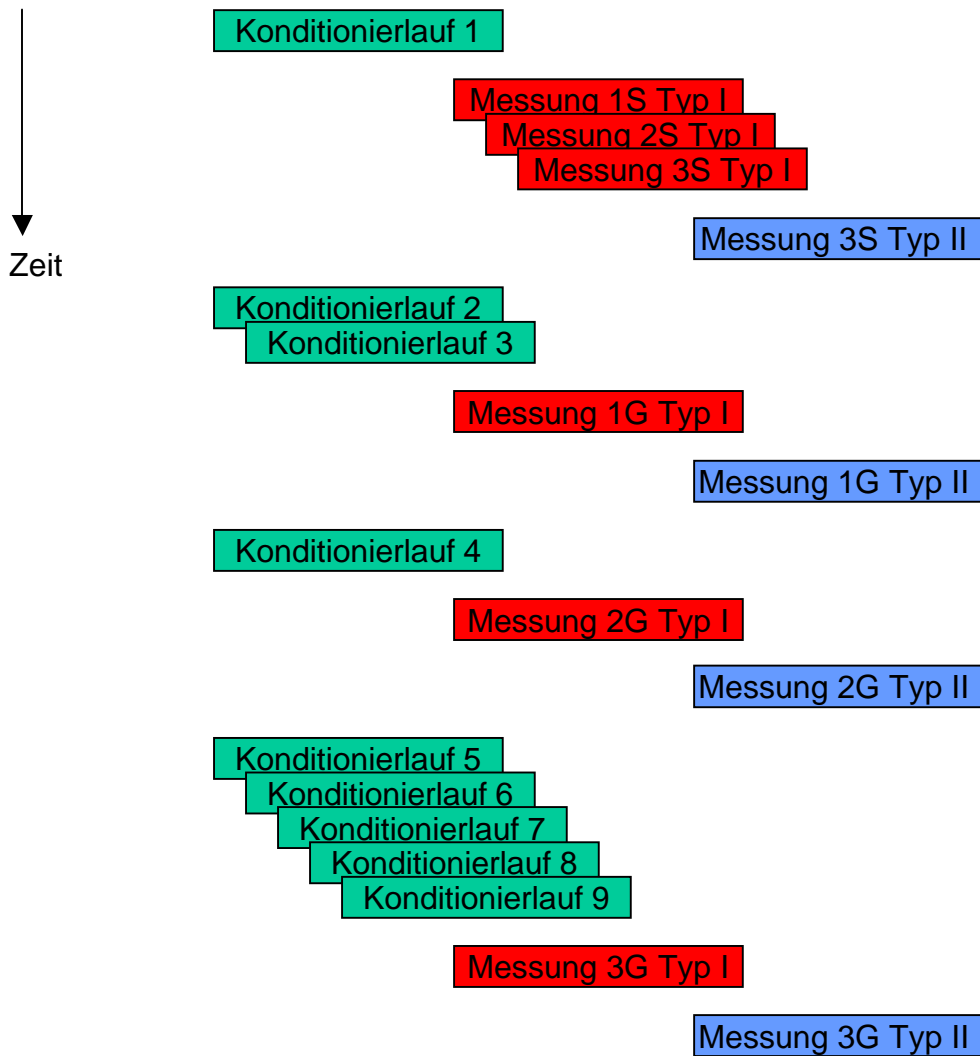 Konditionierlauf 1
Messung 1S Typ I
Messung 2S Typ I
Messung 3S Typ I
Messung 3S Typ II
Zeit
Konditionierlauf 2
Konditionierlauf 3
Messung 1G Typ I
Messung 1G Typ II
Konditionierlauf 4
Messung 2G Typ I
Messung 2G Typ II
Konditionierlauf 5
Konditionierlauf 6
Konditionierlauf 7
Konditionierlauf 8
Konditionierlauf 9
Messung 3G Typ I
Messung 3G Typ II